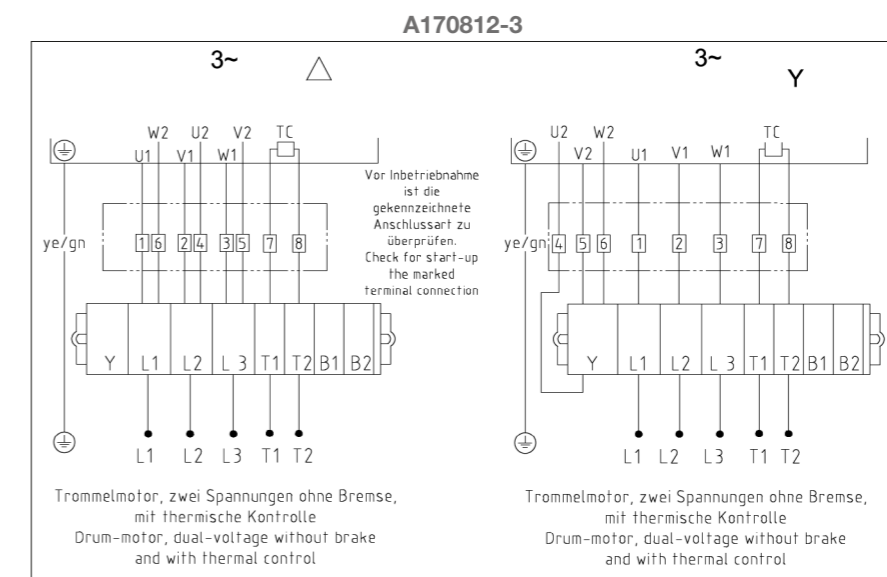 A170812-3
3~ △
W2 U2 V2 TC
U1 V1 W1
ye/gn 1 6 2 4 3 5 7 8
Y L1 L2 L 3 T1 T2 B1 B2
L1 L2 L3 T1 T2
Trommelmotor, zwei Spannungen ohne Bremse,
mit thermische Kontrolle
Drum-motor, dual-voltage without brake
and with thermal control
Vor Inbetriebnahme
ist die
gekennzeichnete
Anschlussart zu
überprüfen.
Check for start-up
the marked
terminal connection
3~ Y
U2 W2 TC
V2 U1 V1 W1
ye/gn 4 5 6 1 2 3 7 8
Y L1 L2 L 3 T1 T2 B1 B2
L1 L2 L3 T1 T2
Trommelmotor, zwei Spannungen ohne Bremse,
mit thermische Kontrolle
Drum-motor, dual-voltage without brake
and with thermal control